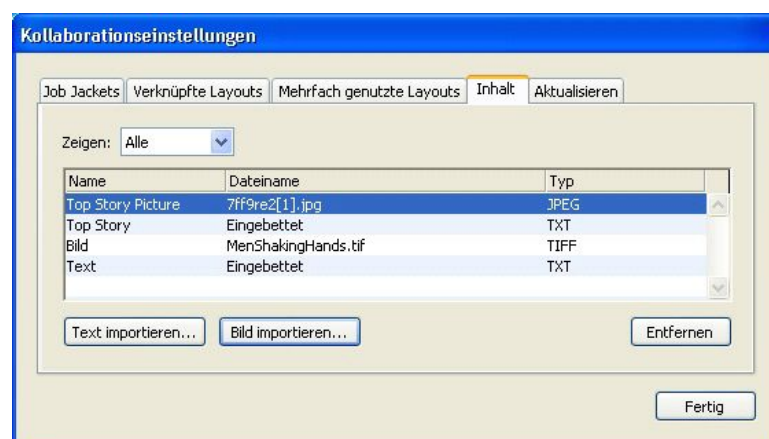 Kollaborationseinstellungen
Job Jackets Verknüpfte Layouts Mehrfach genutzte Layouts Inhalt Aktualisieren
Zeigen: Alle
Name Dateiname Typ
Top Story Picture 7ff9re2[1].jpg JPEG
Top Story Eingebettet TXT
Bild MenShakingHands.tif TIFF
Text Eingebettet TXT
Text importieren... Bild importieren... Entfernen
Fertig